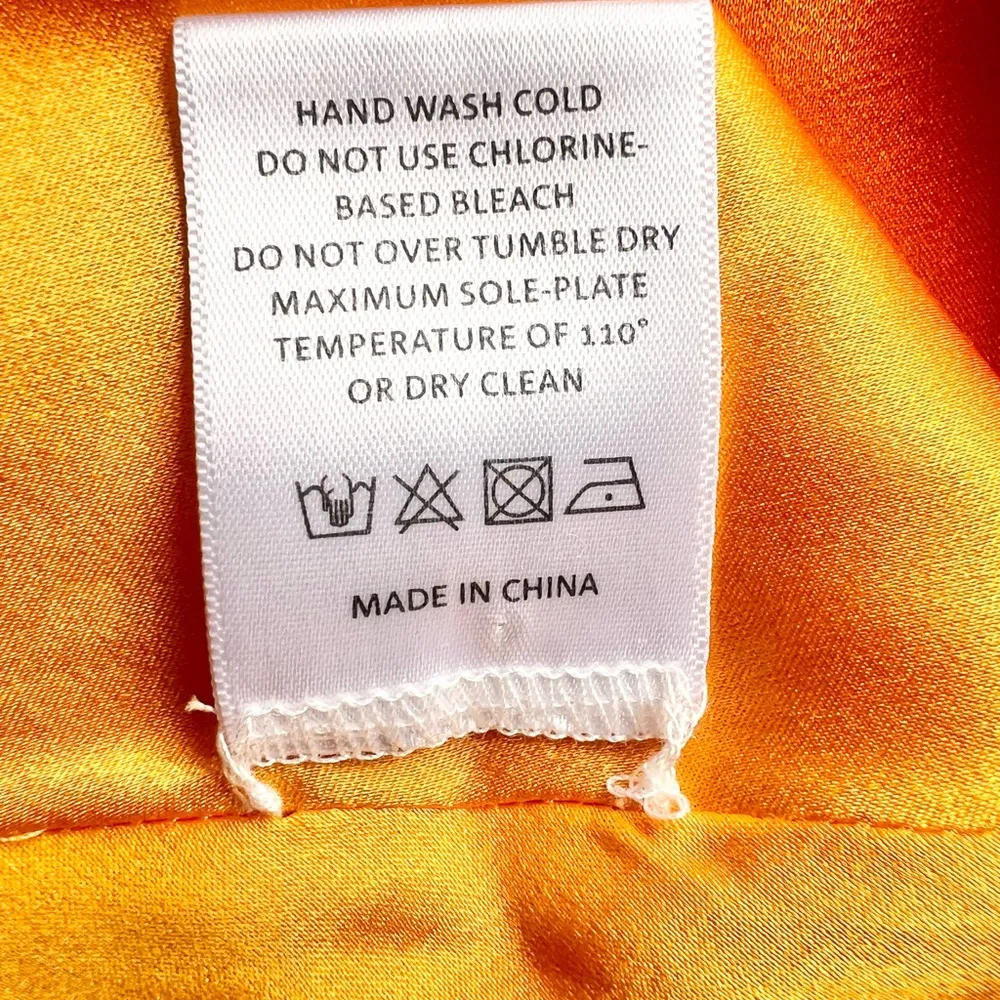 HAND WASH COLD
DO NOT USE CHLORINE-
BASED BLEACH
DO NOT OVER TUMBLE DRY
MAXIMUM SOLE-PLATE
TEMPERATURE OF 110°
OR DRY CLEAN
MADE IN CHINA